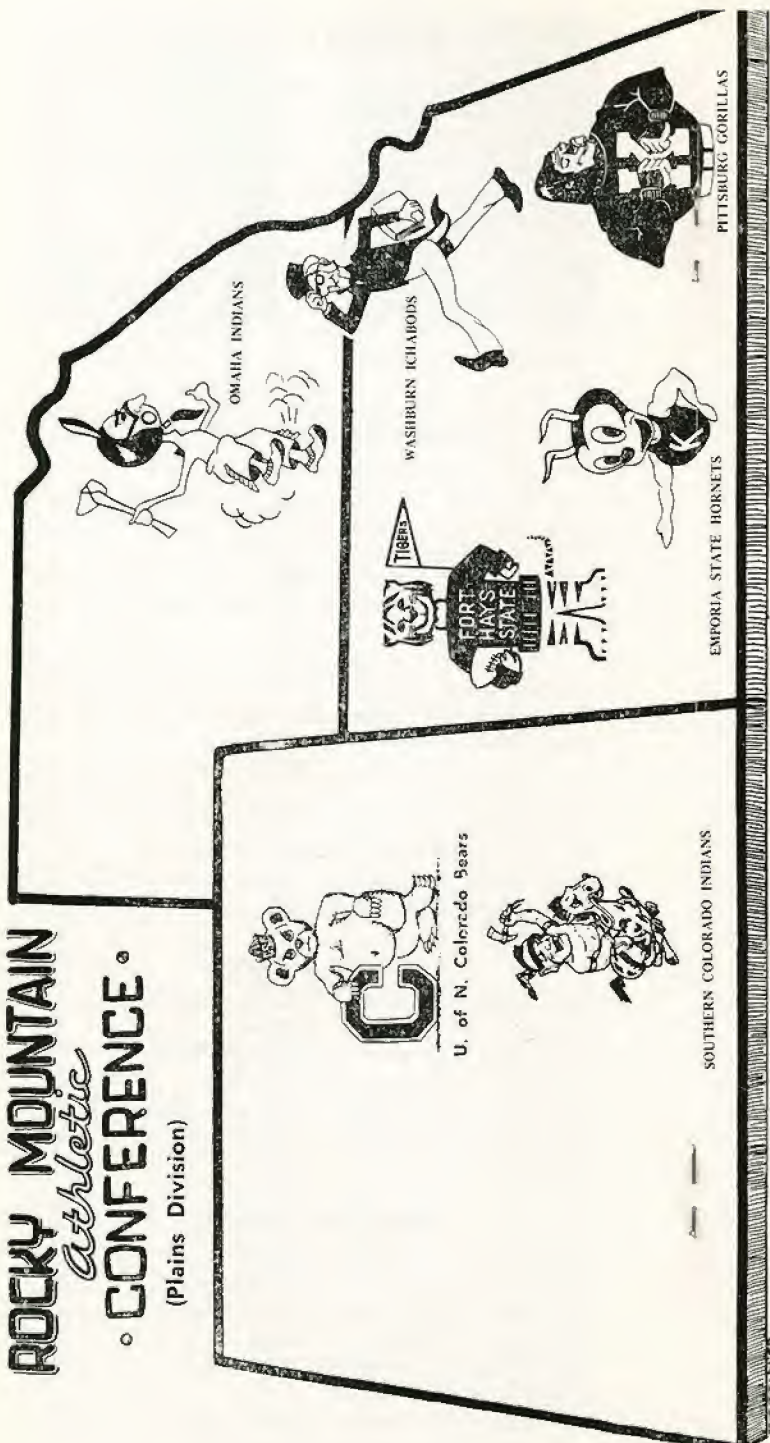 ROCKY MOUNTAIN
Athletic
• CONFERENCE •
(Plains Division)
OMAHA INDIANS
WASHBURN ICHABODS
TIGERS
FORT
HAYS
STATE
K
EMPORIA STATE HORNETS
PITTSBURG GORILLAS
C
U. of N. Colorado Bears
SOUTHERN COLORADO INDIANS